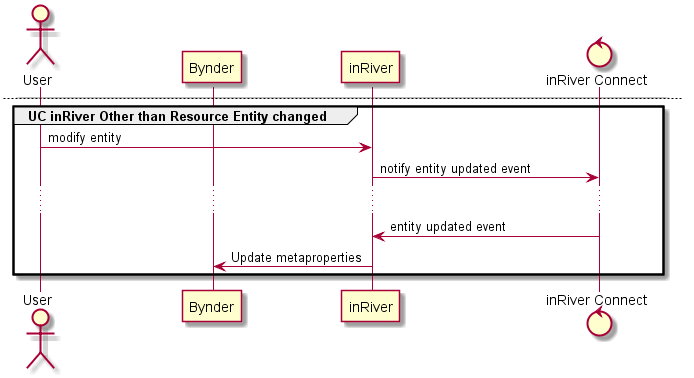 User
Bynder
inRiver
inRiver Connect
UC inRiver Other than Resource Entity changed
modify entity
notify entity updated event
entity updated event
Update metaproperties
User
Bynder
inRiver
inRiver Connect